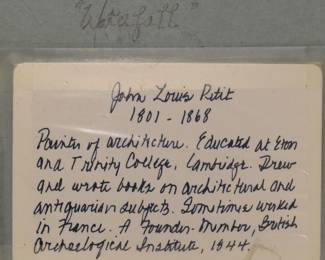 "Waterfall"
John Louis Petit
1801 - 1868
Painter of architecture. Educated at Eton
and Trinity College, Cambridge. Drew
and wrote books on architectural and
antiquarian subjects. Sometimes worked
in France. A Founder-Member, British
Archaeological Institute, 1844.